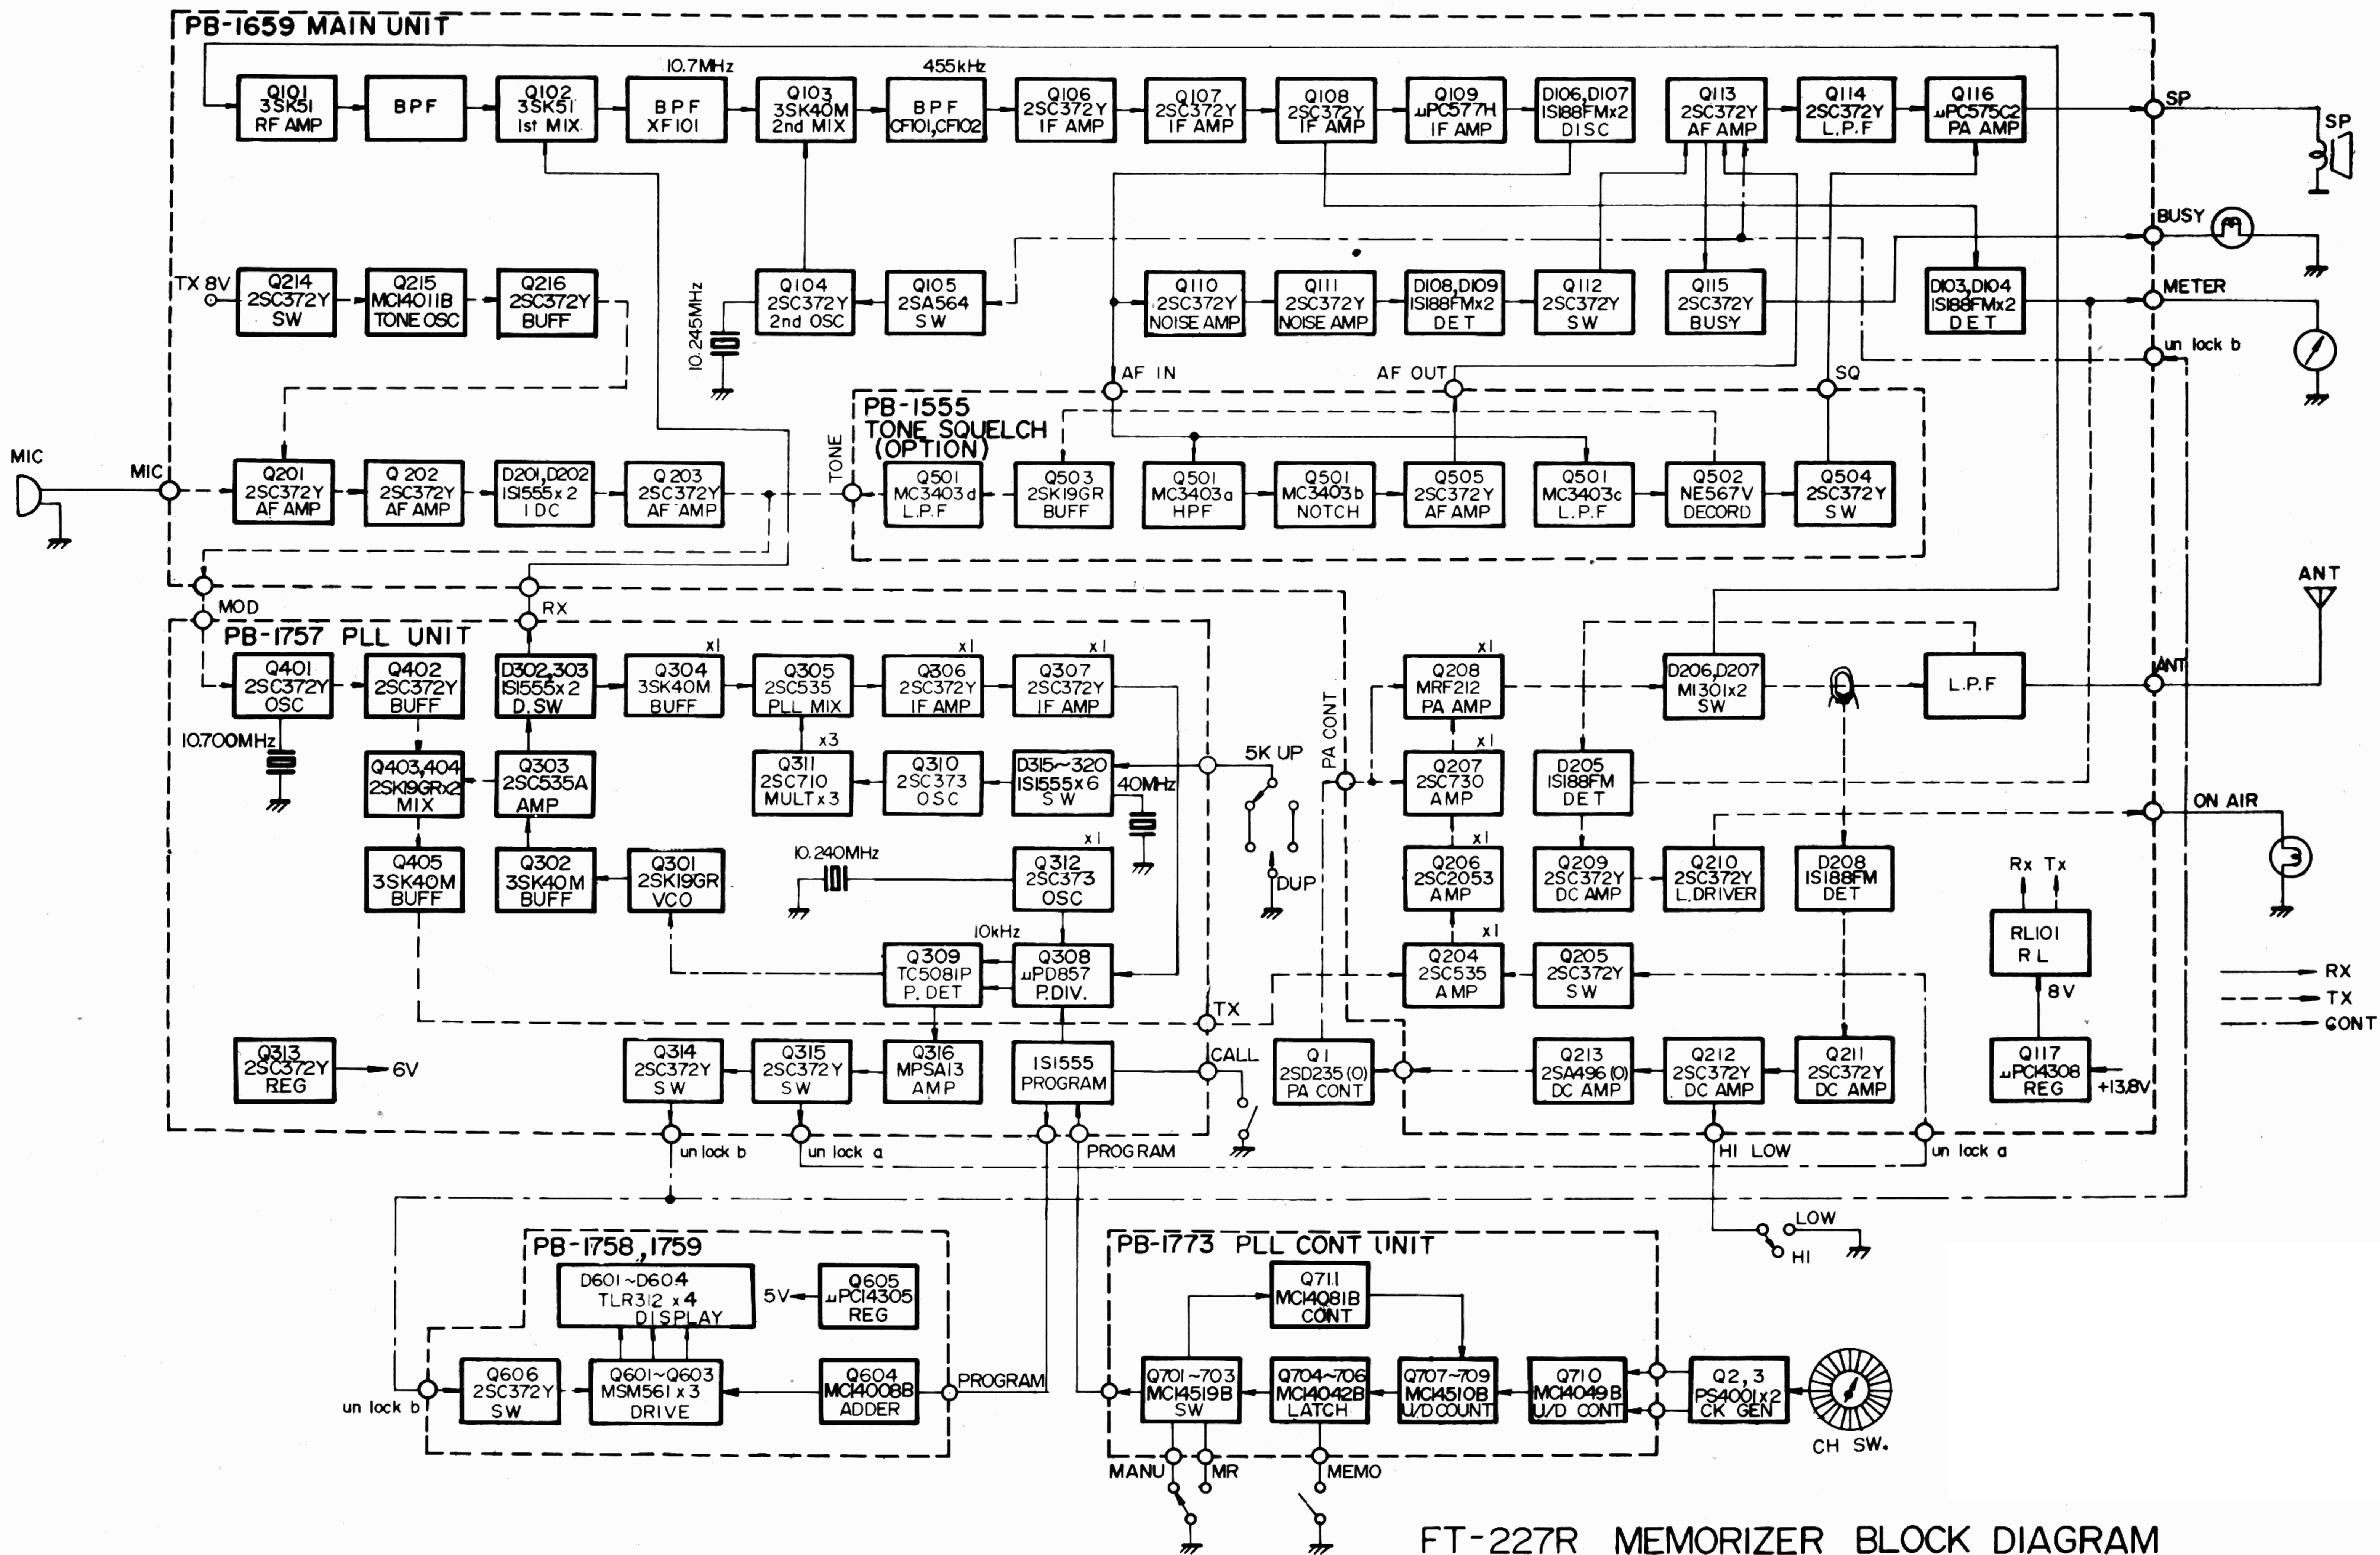 PB-1659 MAIN UNIT
10.7MHz
455kHz
Q101
3SK51
RF AMP
BPF
Q102
3SK51
1st MIX
BPF
XF101
Q103
3SK40M
2nd MIX
BPF
CF101,CF102
Q106
2SC372Y
IF AMP
Q107
2SC372Y
IF AMP
Q108
2SC372Y
IF AMP
Q109
μPC577H
IF AMP
D106,D107
ISI88FMx2
DISC
Q113
2SC372Y
AF AMP
Q114
2SC372Y
L.P.F
Q116
μPC575C2
PA AMP
SP
SP
BUSY
METER
un lock b
TX 8V
Q214
2SC372Y
SW
Q215
MC14011B
TONE OSC
Q216
2SC372Y
BUFF
10.245MHz
Q104
2SC372Y
2nd OSC
Q105
2SA564
SW
Q110
2SC372Y
NOISE AMP
Q111
2SC372Y
NOISE AMP
D108,D109
ISI88FMx2
DET
Q112
2SC372Y
SW
Q115
2SC372Y
BUSY
D103,D104
ISI88FMx2
DET
AF IN
AF OUT
SQ
PB-1555
TONE SQUELCH
(OPTION)
TONE
MIC
MIC
Q201
2SC372Y
AF AMP
Q202
2SC372Y
AF AMP
D201,D202
ISI555x2
IDC
Q203
2SC372Y
AF AMP
Q501
MC3403d
L.P.F
Q503
2SK19GR
BUFF
Q501
MC3403a
HPF
Q501
MC3403b
NOTCH
Q505
2SC372Y
AF AMP
Q501
MC3403c
L.P.F
Q502
NE567V
DECORD
Q504
2SC372Y
SW
MOD
RX
PB-1757 PLL UNIT
Q401
2SC372Y
OSC
Q402
2SC372Y
BUFF
D302,303
ISI555x2
D.SW
x1
Q304
3SK40M
BUFF
Q305
2SC535
PLL MIX
x1
Q306
2SC372Y
IF AMP
x1
Q307
2SC372Y
IF AMP
10.700MHz
Q403,404
2SK19GRx2
MIX
Q303
2SC535A
AMP
x3
Q311
2SC710
MULTx3
Q310
2SC373
OSC
D315~320
ISI555x6
SW
40MHz
5K UP
DUP
Q405
3SK40M
BUFF
Q302
3SK40M
BUFF
Q301
2SK19GR
VCO
10.240MHz
x1
Q312
2SC373
OSC
10kHz
Q309
TC5081P
P. DET
Q308
μPD857
P.DIV.
TX
CALL
Q313
2SC372Y
REG
6V
Q314
2SC372Y
SW
Q315
2SC372Y
SW
Q316
MPSA13
AMP
ISI555
PROGRAM
un lock b
un lock a
PROGRAM
PA CONT
x1
Q208
MRF212
PA AMP
D206,D207
MI301x2
SW
L.P.F
ANT
ANT
x1
Q207
2SC730
AMP
D205
ISI88FM
DET
ON AIR
x1
Q206
2SC2053
AMP
Q209
2SC372Y
DC AMP
Q210
2SC372Y
L.DRIVER
D208
ISI88FM
DET
Rx Tx
RL101
RL
8V
x1
Q204
2SC535
AMP
Q205
2SC372Y
SW
RX
TX
CONT
Q1
2SD235(O)
PA CONT
Q213
2SA496(O)
DC AMP
Q212
2SC372Y
DC AMP
Q211
2SC372Y
DC AMP
Q117
μPC14308
REG
+13.8V
HI LOW
un lock a
LOW
HI
PB-1758,1759
D601~D604
TLR312 x4
DISPLAY
5V
Q605
μPC14305
REG
Q606
2SC372Y
SW
Q601~Q603
MSM561x3
DRIVE
Q604
MC14008B
ADDER
PROGRAM
un lock b
PB-1773 PLL CONT UNIT
Q711
MC14081B
CONT
Q701~703
MC14519B
SW
Q704~706
MC14042B
LATCH
Q707~709
MC14510B
U/D COUNT
Q710
MC14049B
U/D CONT
Q2, 3
PS4001x2
CK GEN
CH SW.
MANU
MR
MEMO
FT-227R MEMORIZER BLOCK DIAGRAM